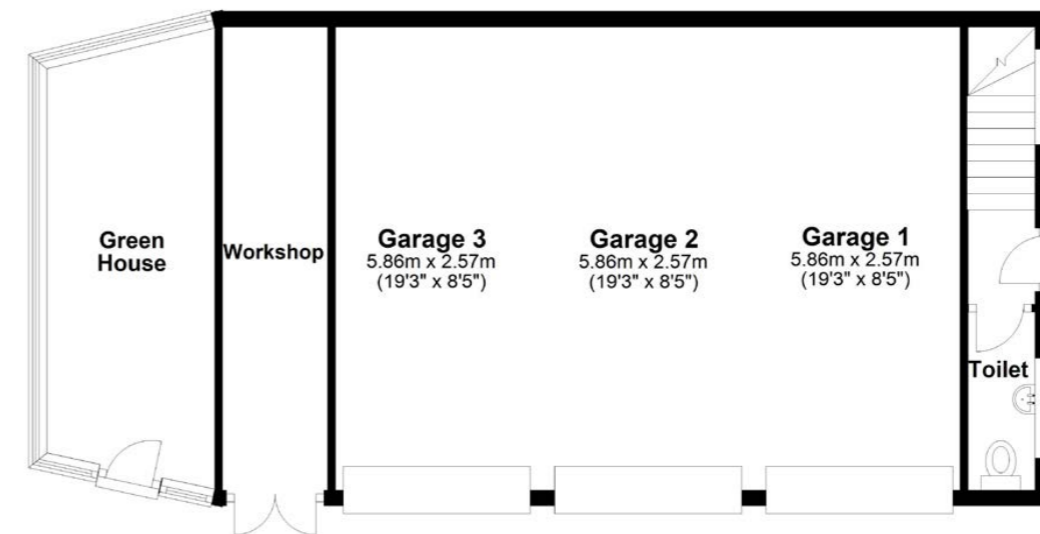 Green
House
Workshop
Garage 3
5.86m x 2.57m
(19'3" x 8'5")
Garage 2
5.86m x 2.57m
(19'3" x 8'5")
Garage 1
5.86m x 2.57m
(19'3" x 8'5")
Toilet